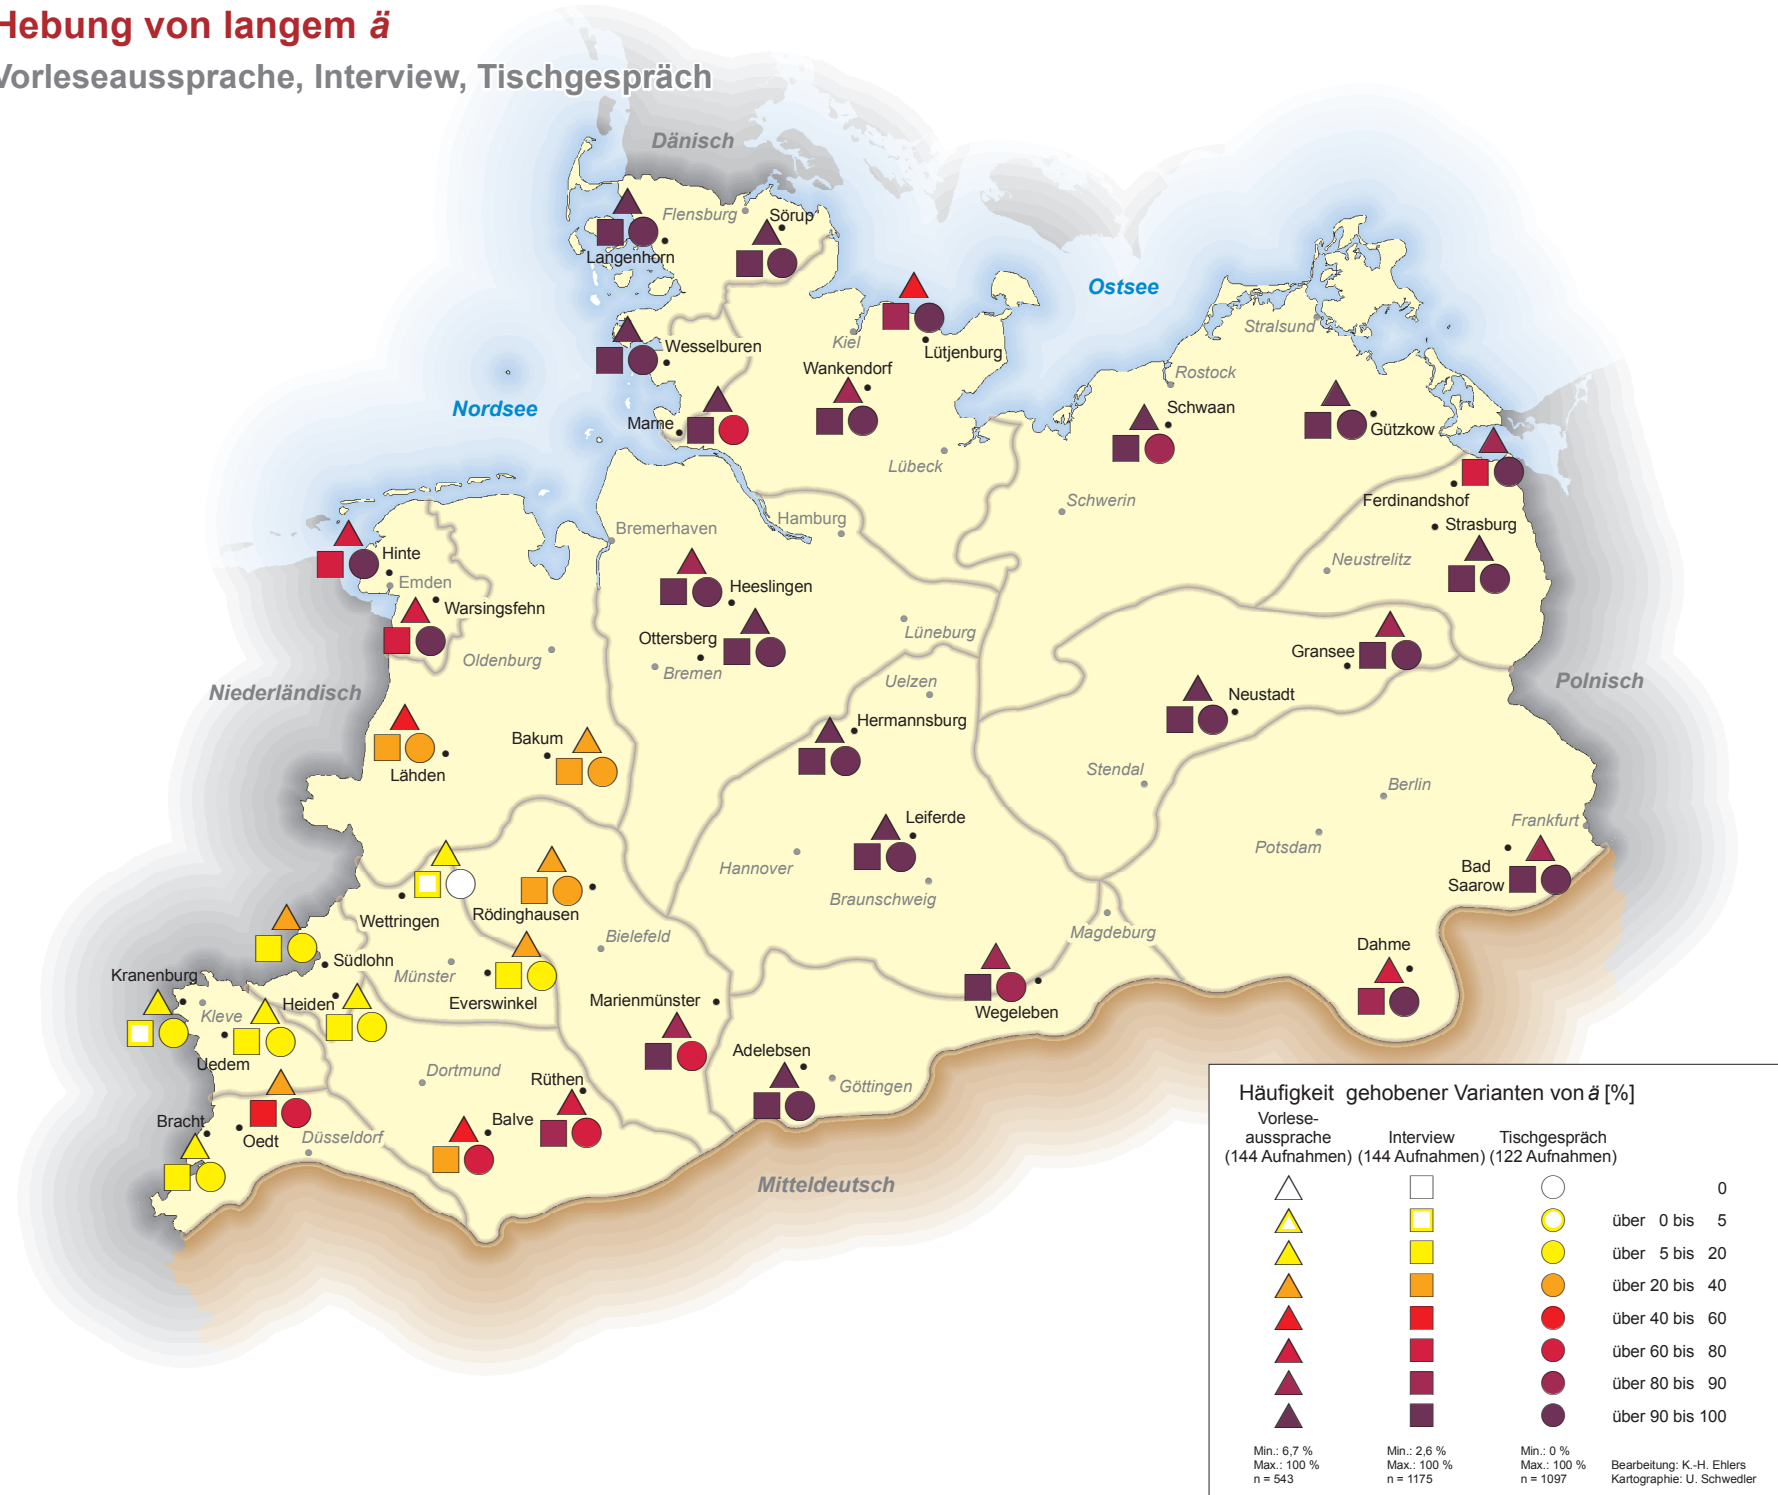 Hebung von langem ä
Vorleseaussprache, Interview, Tischgespräch
Dänisch
Flensburg
Sörup
Langenhorn
Ostsee
Stralsund
Kiel
Lütjenburg
Wesselburen
Wankendorf
Rostock
Nordsee
Schwaan
Marne
Gützkow
Lübeck
Schwerin
Ferdinandshof
Hamburg
Bremerhaven
Strasburg
Hinte
Emden
Neustrelitz
Heeslingen
Warsingsfehn
Lüneburg
Ottersberg
Gransee
Oldenburg
Bremen
Uelzen
Niederländisch
Polnisch
Neustadt
Hermannsburg
Bakum
Lähden
Stendal
Berlin
Leiferde
Frankfurt
Potsdam
Hannover
Bad
Saarow
Braunschweig
Wettringen
Rödinghausen
Bielefeld
Magdeburg
Dahme
Südlohn
Kranenburg
Münster
Heiden
Everswinkel
Marienmünster
Wegeleben
Kleve
Uedem
Adelebsen
Dortmund
Rüthen
Göttingen
Bracht
Balve
Oedt
Düsseldorf
Mitteldeutsch
Häufigkeit gehobener Varianten von ä [%]
Vorlese-
aussprache Interview Tischgespräch
(144 Aufnahmen) (144 Aufnahmen) (122 Aufnahmen)
0
über 0 bis 5
über 5 bis 20
über 20 bis 40
über 40 bis 60
über 60 bis 80
über 80 bis 90
über 90 bis 100
Min.: 6,7 % Min.: 2,6 % Min.: 0 %
Max.: 100 % Max.: 100 % Max.: 100 % Bearbeitung: K.-H. Ehlers
n = 543 n = 1175 n = 1097 Kartographie: U. Schwedler